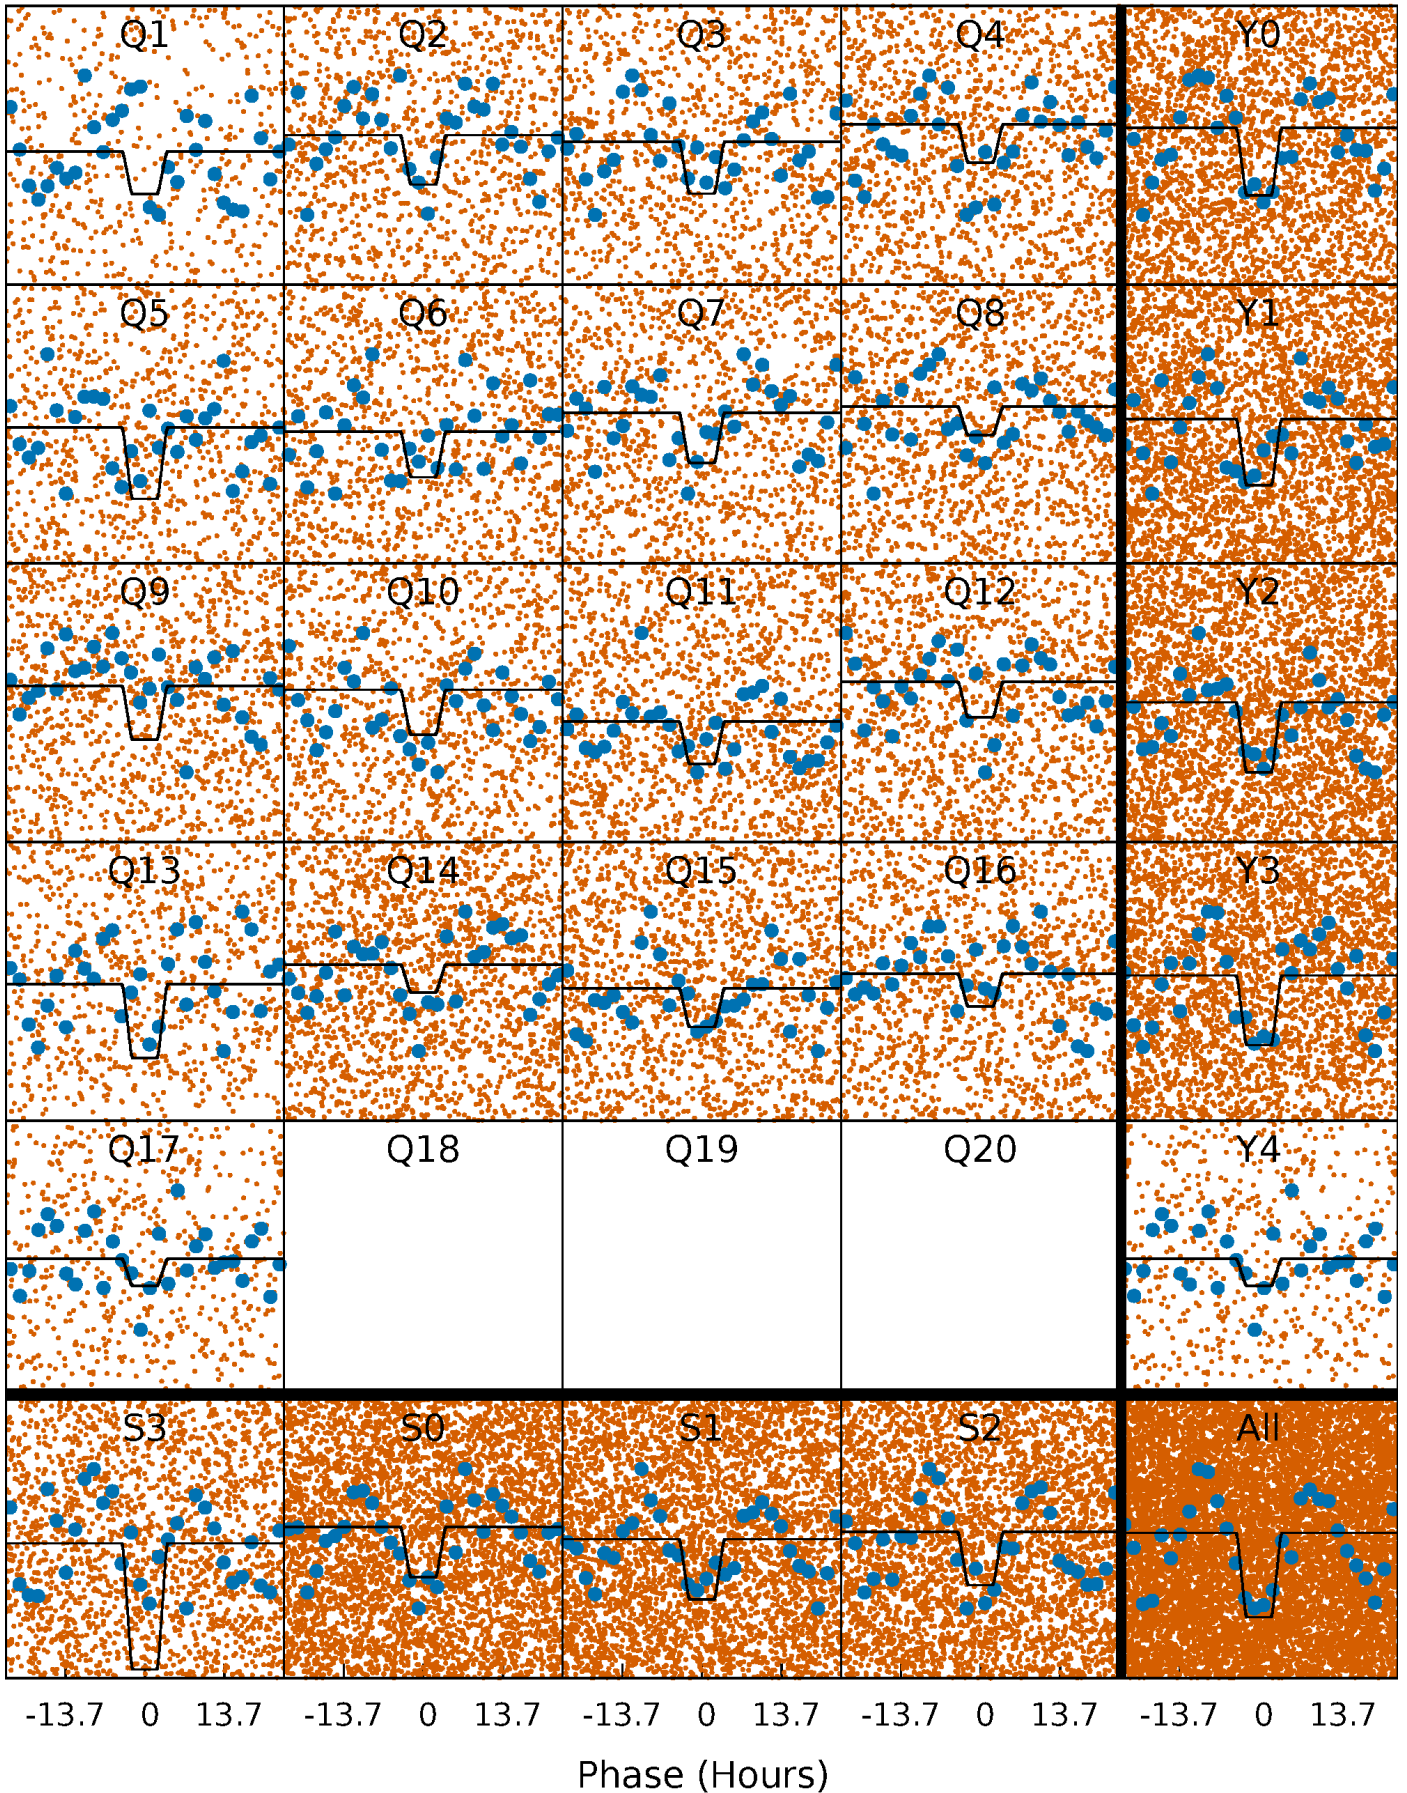 Q1 Q2 Q3 Q4 Y0
Q5 Q6 Q7 Q8 Y1
Q9 Q10 Q11 Q12 Y2
Q13 Q14 Q15 Q16 Y3
Q17 Q18 Q19 Q20 Y4
S3 S0 S1 S2 All
-13.7 0 13.7 -13.7 0 13.7 -13.7 0 13.7 -13.7 0 13.7 -13.7 0 13.7
Phase (Hours)